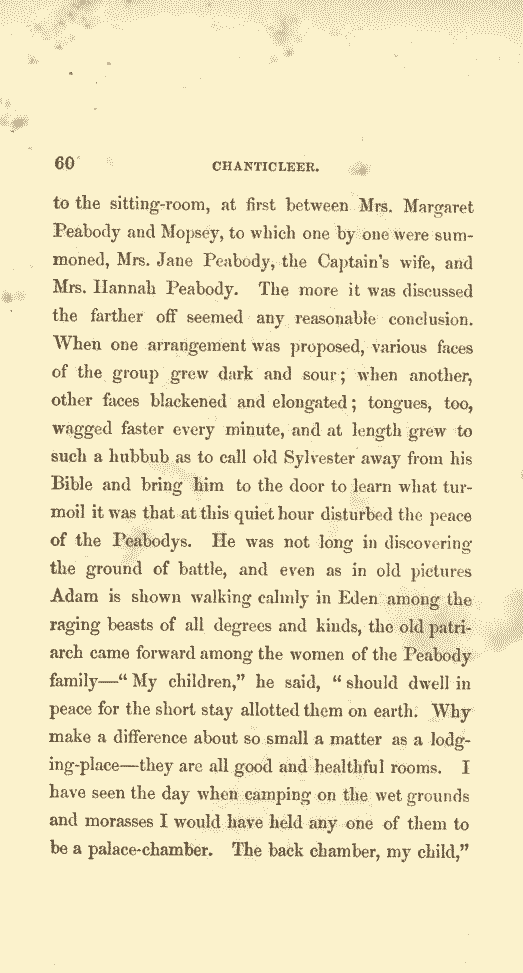 60 CHANTICLEER.
to the sitting-room, at first between Mrs. Margaret
Peabody and Mopsey, to which one by one were sum-
moned, Mrs. Jane Peabody, the Captain's wife, and
Mrs. Hannah Peabody. The more it was discussed
the farther off seemed any reasonable conclusion.
When one arrangement was proposed, various faces
of the group grew dark and sour; when another,
other faces blackened and elongated; tongues, too,
wagged faster every minute, and at length grew to
such a hubbub as to call old Sylvester away from his
Bible and bring him to the door to learn what tur-
moil it was that at this quiet hour disturbed the peace
of the Peabodys. He was not long in discovering
the ground of battle, and even as in old pictures
Adam is shown walking calmly in Eden among the
raging beasts of all degrees and kinds, the old patri-
arch came forward among the women of the Peabody
family—“My children,” he said, “should dwell in
peace for the short stay allotted them on earth. Why
make a difference about so small a matter as a lodg-
ing-place—they are all good and healthful rooms. I
have seen the day when camping on the wet grounds
and morasses I would have held any one of them to
be a palace-chamber. The back chamber, my child,”